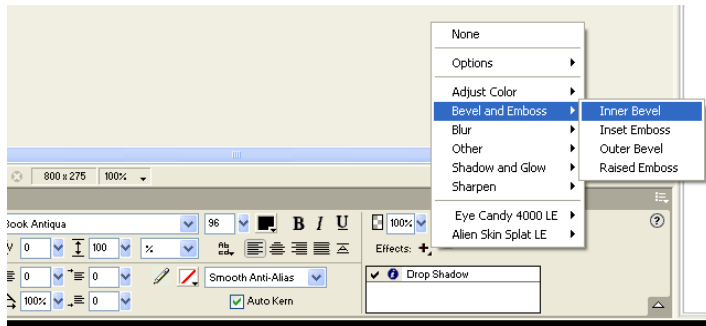 None
Options
Adjust Color
Bevel and Emboss
Blur
Other
Shadow and Glow
Sharpen
Eye Candy 4000 LE
Alien Skin Splat LE
Inner Bevel
Inset Emboss
Outer Bevel
Raised Emboss
800 x 275 100%
Book Antiqua 96 B I U 100%
0 100 % Effects:
0 0 Smooth Anti-Alias Drop Shadow
100% 0 Auto Kern